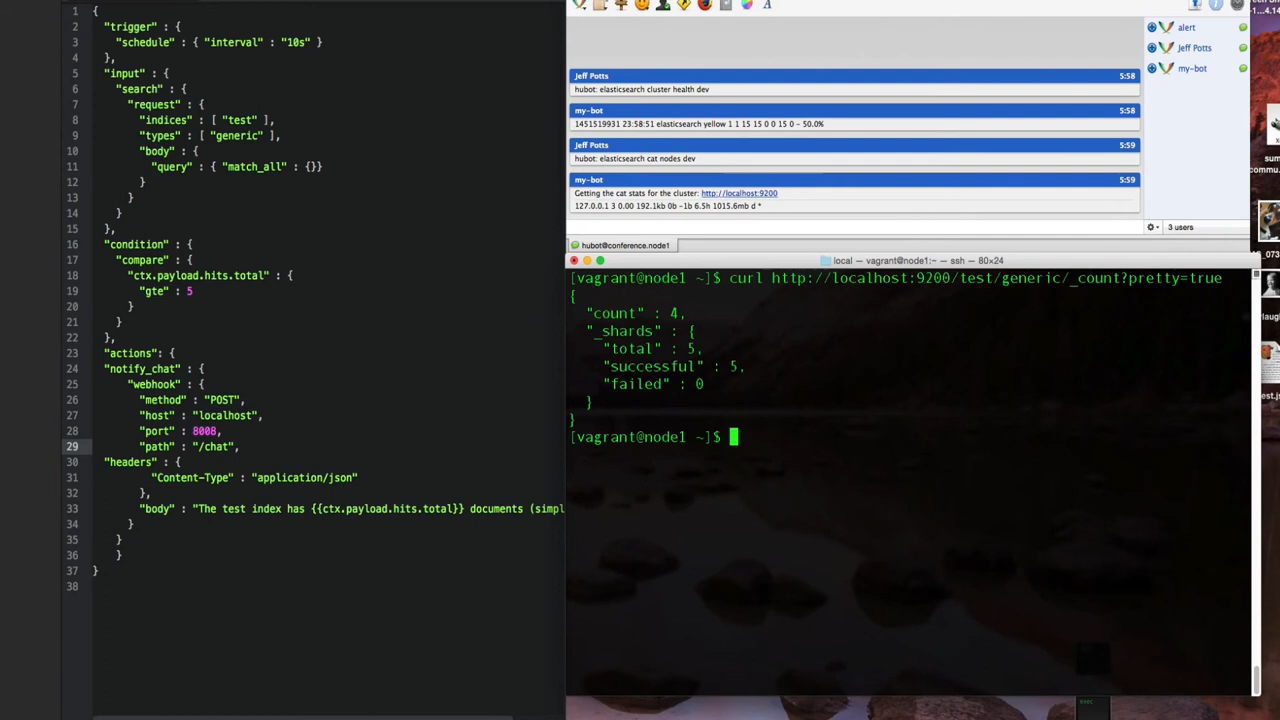 1 {
2 "trigger" : {
3 "schedule" : { "interval" : "10s" }
4 },
5 "input" : {
6 "search" : {
7 "request" : {
8 "indices" : [ "test" ],
9 "types" : [ "generic" ],
10 "body" : {
11 "query" : { "match_all" : {}}
12 }
13 }
14 }
15 },
16 "condition" : {
17 "compare" : {
18 "ctx.payload.hits.total" : {
19 "gte" : 5
20 }
21 }
22 },
23 "actions": {
24 "notify_chat" : {
25 "webhook" : {
26 "method" : "POST",
27 "host" : "localhost",
28 "port" : 8008,
29 "path" : "/chat",
30 "headers" : {
31 "Content-Type" : "application/json"
32 },
33 "body" : "The test index has {{ctx.payload.hits.total}} documents (simpl
34 }
35 }
36 }
37 }
38
Jeff Potts 5:58
hubot: elasticsearch cluster health dev
my-bot 5:58
1451519931 23:58:51 elasticsearch yellow 1 1 15 15 0 0 15 0 - 50.0%
Jeff Potts 5:59
hubot: elasticsearch cat nodes dev
my-bot 5:59
Getting the cat stats for the cluster: http://localhost:9200
127.0.0.1 3 0.00 192.1kb 0b -1b 6.5h 1015.6mb d *
alert
Jeff Potts
my-bot
3 users
hubot@conference.node1
local — vagrant@node1:~ — ssh — 80×24
[vagrant@node1 ~]$ curl http://localhost:9200/test/generic/_count?pretty=true
{
"count" : 4,
"_shards" : {
"total" : 5,
"successful" : 5,
"failed" : 0
}
}
[vagrant@node1 ~]$
-1...4.14
sum
commu.
_073
laugh
est.js
exec